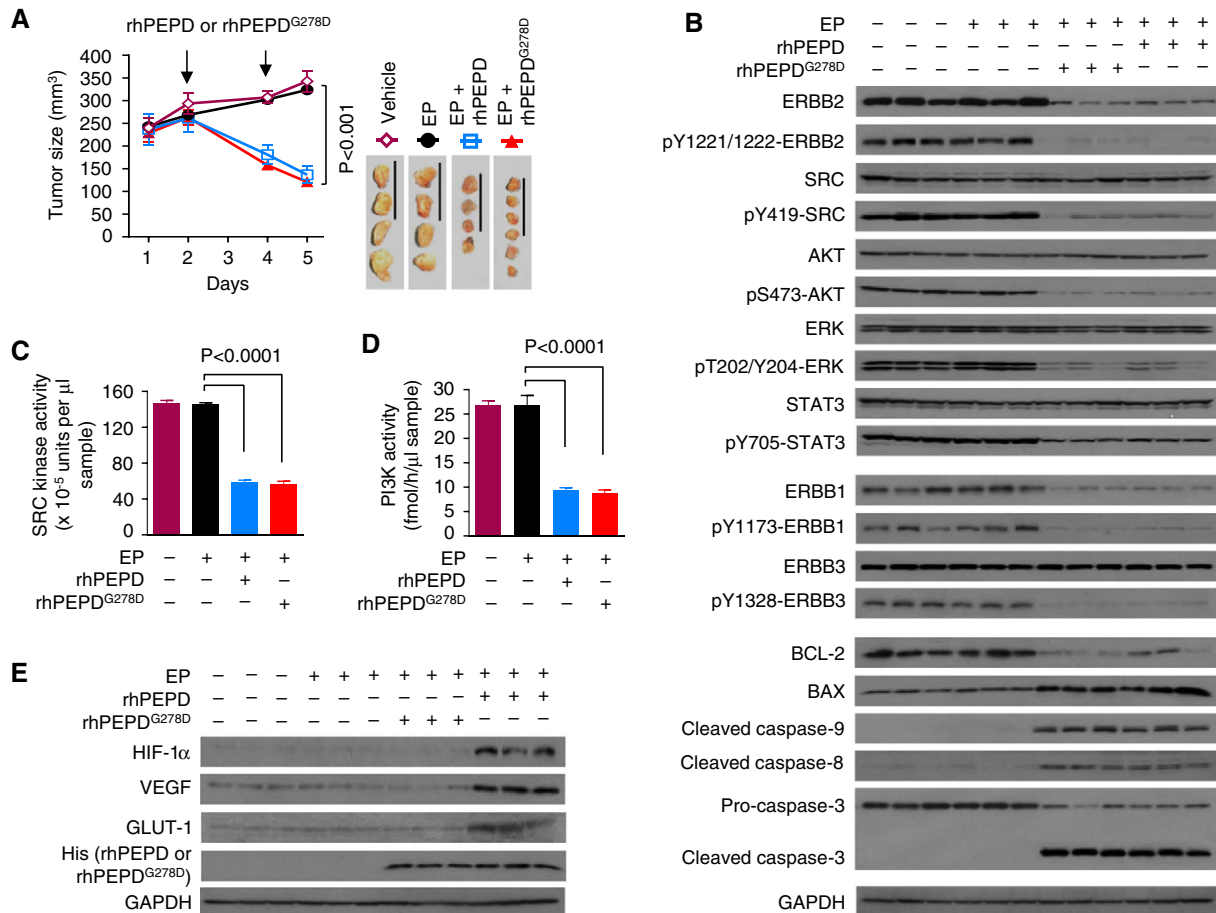 A
rhPEPD or rhPEPD^G278D
Tumor size (mm³)
400
350
300
250
200
150
100
50
0
1 2 3 4 5
Days
P<0.001
Vehicle
EP
EP + rhPEPD
EP + rhPEPD^G278D
B
EP – – – + + + + + + + + +
rhPEPD – – – – – – – – – + + +
rhPEPD^G278D – – – – – – + + + – – –
ERBB2
pY1221/1222-ERBB2
SRC
pY419-SRC
AKT
pS473-AKT
ERK
pT202/Y204-ERK
STAT3
pY705-STAT3
ERBB1
pY1173-ERBB1
ERBB3
pY1328-ERBB3
BCL-2
BAX
Cleaved caspase-9
Cleaved caspase-8
Pro-caspase-3
Cleaved caspase-3
GAPDH
C
P<0.0001
SRC kinase activity
(x 10⁻⁵ units per µl
sample)
160
120
80
40
0
EP – + + +
rhPEPD – – + –
rhPEPD^G278D – – – +
D
P<0.0001
PI3K activity
(fmol/h/µl sample)
30
25
20
15
10
5
0
EP – + + +
rhPEPD – – + –
rhPEPD^G278D – – – +
E
EP – – – + + + + + + + + +
rhPEPD – – – – – – – – – + + +
rhPEPD^G278D – – – – – – + + + – – –
HIF-1α
VEGF
GLUT-1
His (rhPEPD or
rhPEPD^G278D)
GAPDH